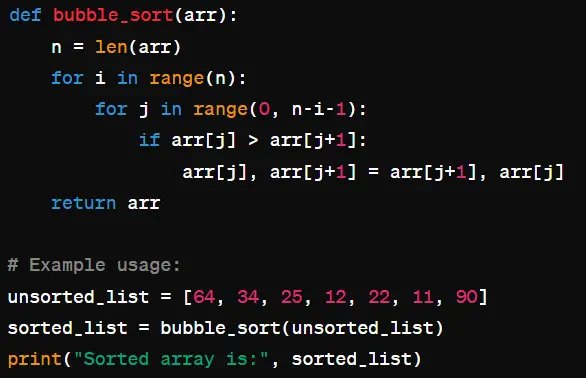 def bubble_sort(arr):
    n = len(arr)
    for i in range(n):
        for j in range(0, n-i-1):
            if arr[j] > arr[j+1]:
                arr[j], arr[j+1] = arr[j+1], arr[j]
    return arr

# Example usage:
unsorted_list = [64, 34, 25, 12, 22, 11, 90]
sorted_list = bubble_sort(unsorted_list)
print("Sorted array is:", sorted_list)